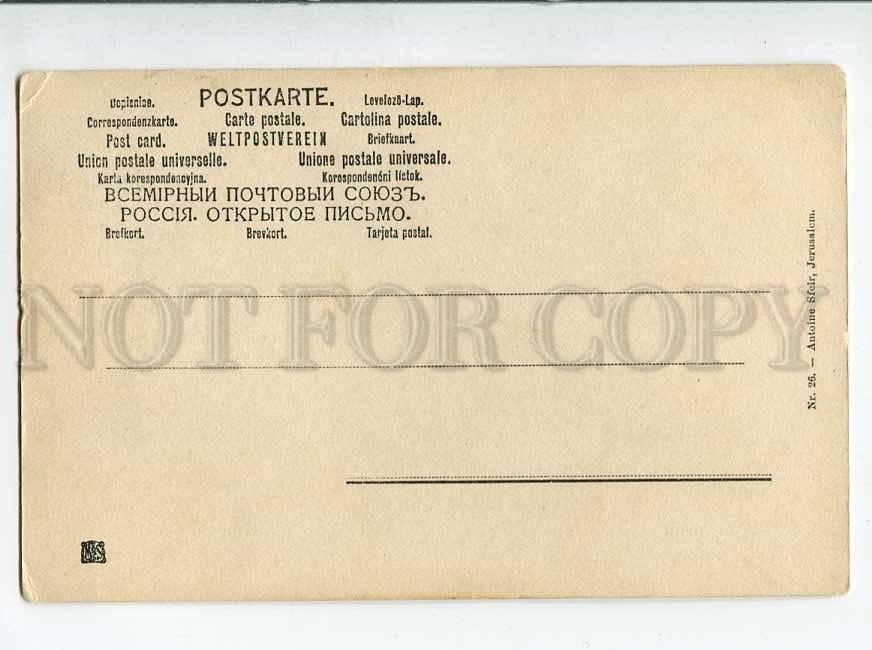 Dopisnice. POSTKARTE. Levelező-Lap.
Correspondenzkarte. Carte postale. Cartolina postale.
Post card. WELTPOSTVEREIN Briefkaart.
Union postale universelle. Unione postale universale.
Karta korespondencyjna. Korespondenční lístok.
ВСЕМІРНЫЙ ПОЧТОВЫЙ СОЮЗЪ.
РОССІЯ. ОТКРЫТОЕ ПИСЬМО.
Brefkort. Brevkort. Tarjeta postal.
NOT FOR COPY
Nr. 26. — Antoine Sfeir, Jerusalem.